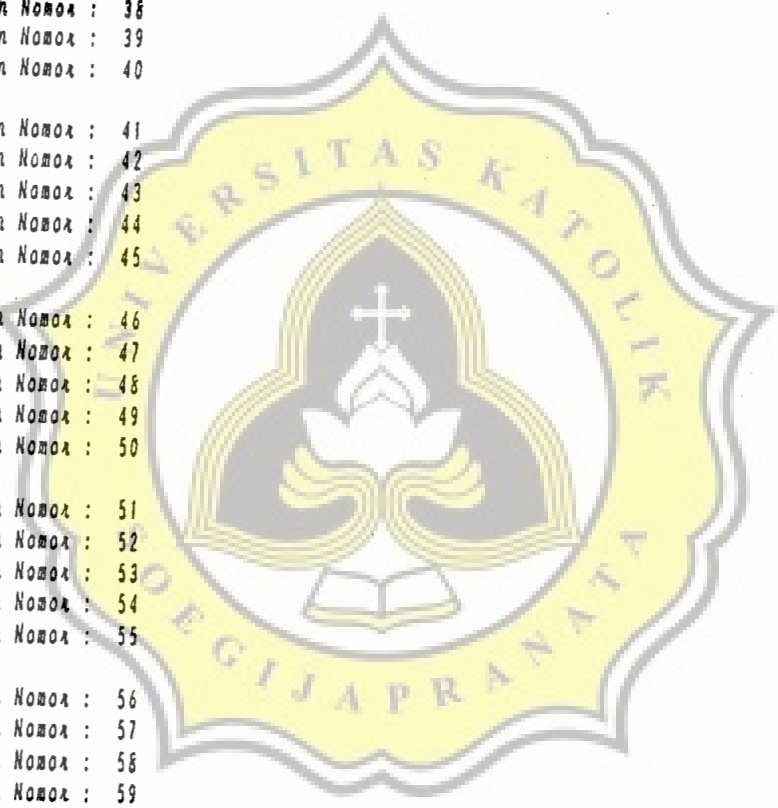 n Nomor : 38
n Nomor : 39
n Nomor : 40
n Nomor : 41
n Nomor : 42
n Nomor : 43
n Nomor : 44
n Nomor : 45
n Nomor : 46
n Nomor : 47
n Nomor : 48
n Nomor : 49
n Nomor : 50
n Nomor : 51
n Nomor : 52
n Nomor : 53
n Nomor : 54
n Nomor : 55
n Nomor : 56
n Nomor : 57
n Nomor : 58
n Nomor : 59
UNIVERSITAS KATOLIK
SOEGIJAPRANATA